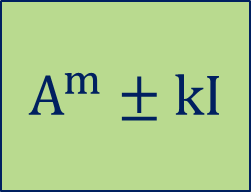 Aᵐ ± kI